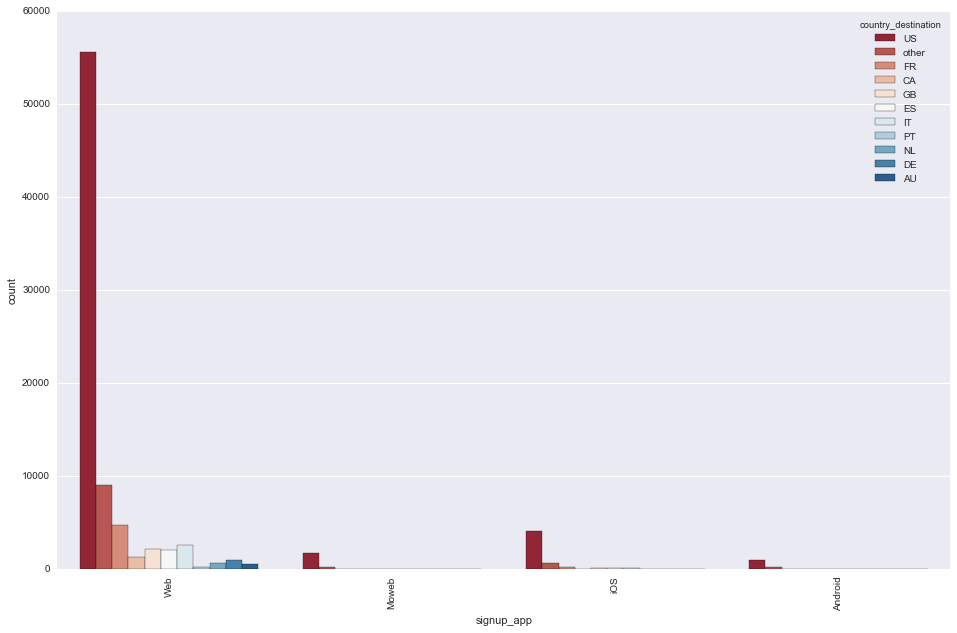 60000
50000
40000
30000
20000
10000
0
count
country_destination
US
other
FR
CA
GB
ES
IT
PT
NL
DE
AU
Web
Moweb
iOS
Android
signup_app